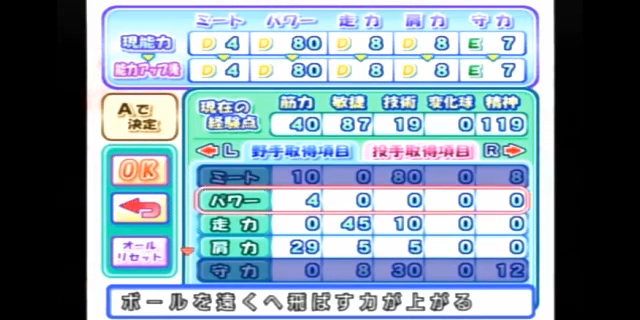 ミート パワー 走力 肩力 守力
現能力 D 4 D 80 D 8 D 8 E 7
能力アップ後 D 4 D 80 D 8 D 8 E 7
Aで決定
現在の経験点 筋力 敏捷 技術 変化球 精神
40 87 19 0 119
L 野手取得項目 投手取得項目 R
OK
ミート 10 0 80 0 8
パワー 4 0 0 0 0
走力 0 45 10 0 0
オールリセット
肩力 29 5 5 0 0
守力 0 8 30 0 12
ボールを遠くへ飛ばす力が上がる